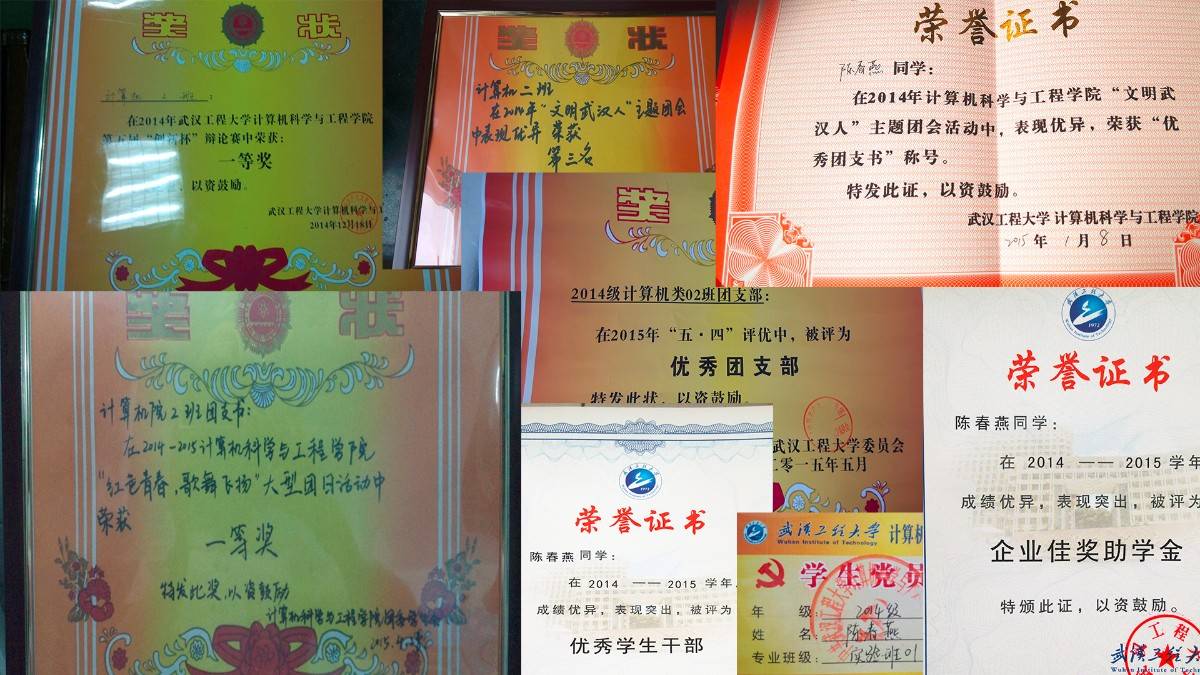 奖 状
计算机 2 班 :
在2014年武汉工程大学计算机科学与工程学院
第五届“创新杯”辩论赛中荣获：
一等奖
、以资鼓励。
武汉工程大学计算机科学与工
2014年12月18日
奖 状
计算机二班
在2014年“文明武汉人”主题团会
中表现优异 荣获
第三名
荣誉证书
陈春燕 同学：
在2014年计算机科学与工程学院“文明武
汉人”主题团会活动中，表现优异，荣获“优
秀团支书”称号。
特发此证，以资鼓励。
武汉工程大学 计算机科学与工程学院
2015 年 1 月 8 日
奖
2014级计算机类02班团支部：
在2015年“五·四”评优中，被评为
优秀团支部
特发此状、以资鼓励。
武汉工程大学委员会
二零一五年五月
奖 状
计算机院2班团支书：
在2014-2015计算机科学与工程学院
“红色青春，歌舞飞扬”大型团日活动中
荣获
一等奖
特发此奖，以资鼓励
计算机科学与工程学院
2015.4
荣誉证书
陈春燕同学：
在 2014 —— 2015 学年
成绩优异，表现突出，被评为
优秀学生干部
武汉工程大学 计算机
Wuhan Institute of Technology
学生党员
年 级：2014级
姓 名：陈春燕
专业班级：实验班01
武汉工程大学
1972
Wuhan Institute of Technology
荣誉证书
陈春燕同学：
在 2014 —— 2015 学年
成绩优异，表现突出，被评为
企业佳奖助学金
特颁此证，以资鼓励。
武汉工程大
Wuhan Institute of Techn